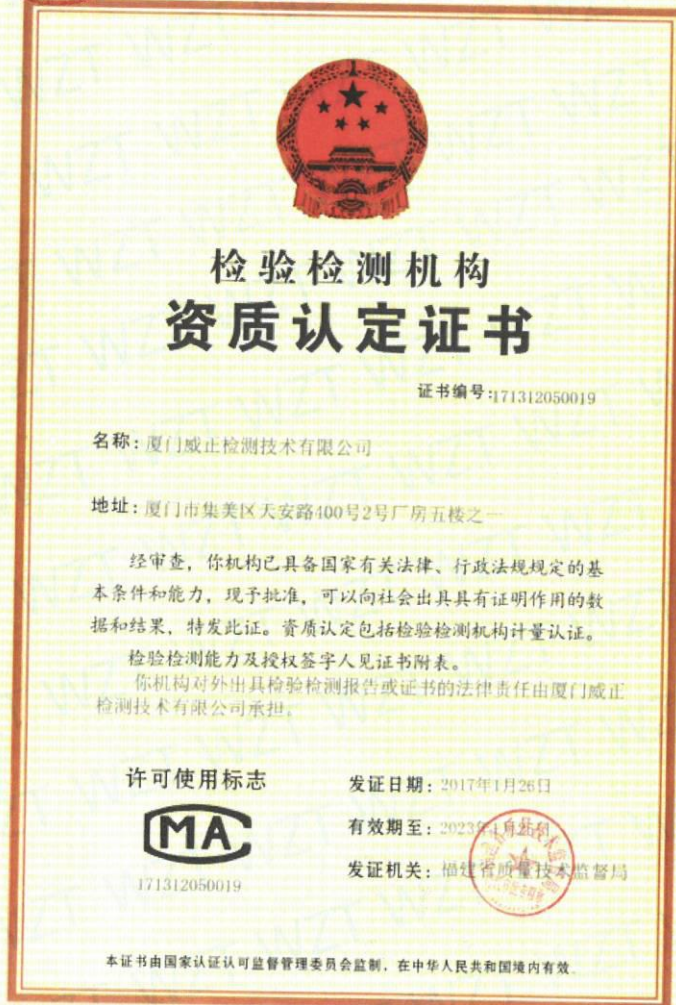 检验检测机构
资质认定证书
证书编号:171312050019
名称:厦门威正检测技术有限公司
地址:厦门市集美区天安路400号2号厂房五楼之一
经审查,你机构已具备国家有关法律、行政法规规定的基
本条件和能力,现予批准,可以向社会出具具有证明作用的数
据和结果,特发此证。资质认定包括检验检测机构计量认证。
检验检测能力及授权签字人见证书附表。
你机构对外出具检验检测报告或证书的法律责任由厦门威正
检测技术有限公司承担。
许可使用标志
MA
171312050019
发证日期:2017年1月26日
有效期至:2023年1月25日
发证机关:福建省质量技术监督局
本证书由国家认证认可监督管理委员会监制,在中华人民共和国境内有效.
WZT